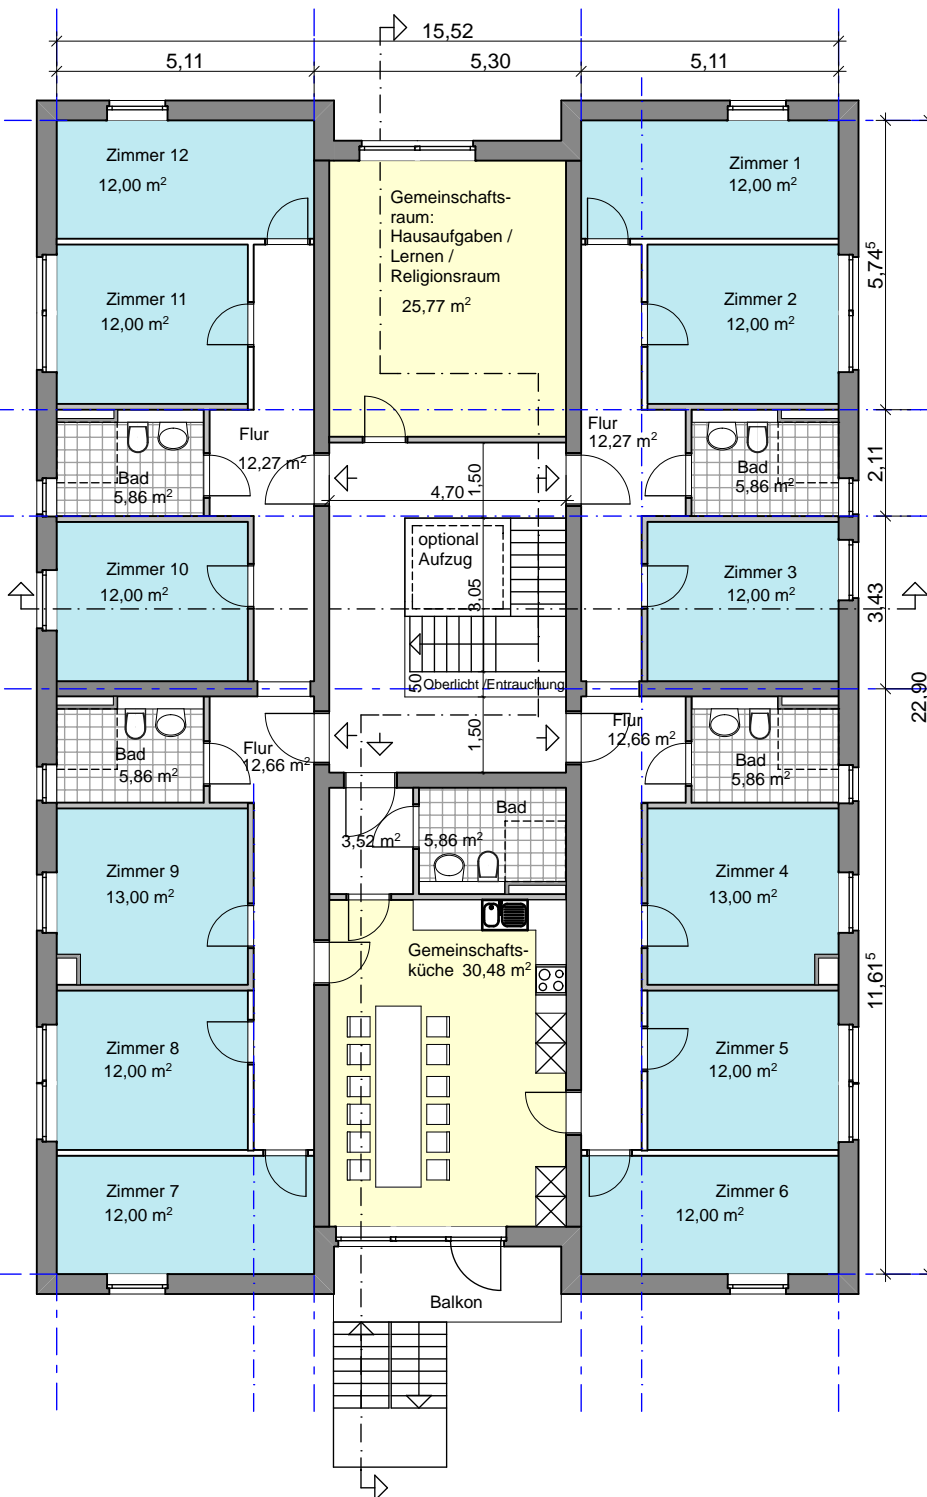 15,52
5,11
5,30
5,11
Zimmer 12
12,00 m²
Zimmer 1
12,00 m²
Gemeinschafts-
raum:
Hausaufgaben /
Lernen /
Religionsraum
25,77 m²
5,74⁵
Zimmer 11
12,00 m²
Zimmer 2
12,00 m²
Flur
12,27 m²
Flur
12,27 m²
Bad
5,86 m²
Bad
5,86 m²
2,11
4,70
1,50
optional
Aufzug
Zimmer 10
12,00 m²
Zimmer 3
12,00 m²
3,05
3,43
50
Oberlicht /Entrauchung
22,90
Flur
12,66 m²
Flur
12,66 m²
1,50
Bad
5,86 m²
Bad
5,86 m²
Bad
3,52 m²
5,86 m²
Zimmer 9
13,00 m²
Zimmer 4
13,00 m²
Gemeinschafts-
küche 30,48 m²
11,61⁵
Zimmer 8
12,00 m²
Zimmer 5
12,00 m²
Zimmer 7
12,00 m²
Zimmer 6
12,00 m²
Balkon